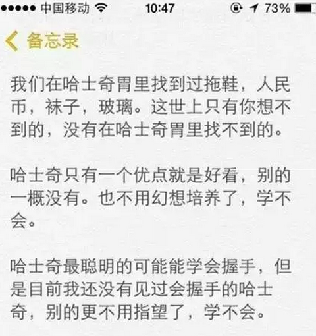 中国移动 10:47 73%
备忘录
我们在哈士奇胃里找到过拖鞋，人民
币，袜子，玻璃。这世上只有你想不
到的，没有在哈士奇胃里找不到的。
哈士奇只有一个优点就是好看，别的
一概没有。也不用幻想培养了，学不
会。
哈士奇最聪明的可能能学会握手，但
是目前我还没有见过会握手的哈士
奇，别的更不用指望了，学不会。